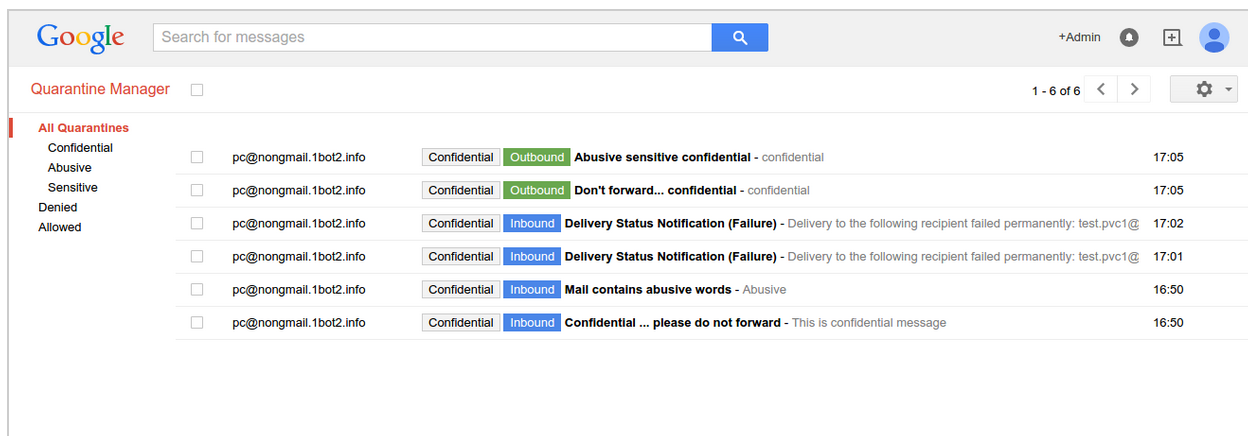 Google
Search for messages
+Admin
Quarantine Manager
1 - 6 of 6
All Quarantines
Confidential
Abusive
Sensitive
Denied
Allowed
pc@nongmail.1bot2.info Confidential Outbound Abusive sensitive confidential - confidential 17:05
pc@nongmail.1bot2.info Confidential Outbound Don't forward... confidential - confidential 17:05
pc@nongmail.1bot2.info Confidential Inbound Delivery Status Notification (Failure) - Delivery to the following recipient failed permanently: test.pvc1@ 17:02
pc@nongmail.1bot2.info Confidential Inbound Delivery Status Notification (Failure) - Delivery to the following recipient failed permanently: test.pvc1@ 17:01
pc@nongmail.1bot2.info Confidential Inbound Mail contains abusive words - Abusive 16:50
pc@nongmail.1bot2.info Confidential Inbound Confidential ... please do not forward - This is confidential message 16:50